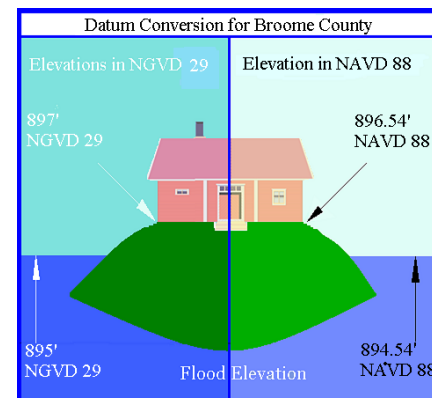 Datum Conversion for Broome County
Elevations in NGVD 29
Elevation in NAVD 88
897'
NGVD 29
896.54'
NAVD 88
895'
NGVD 29
894.54'
NAVD 88
Flood Elevation